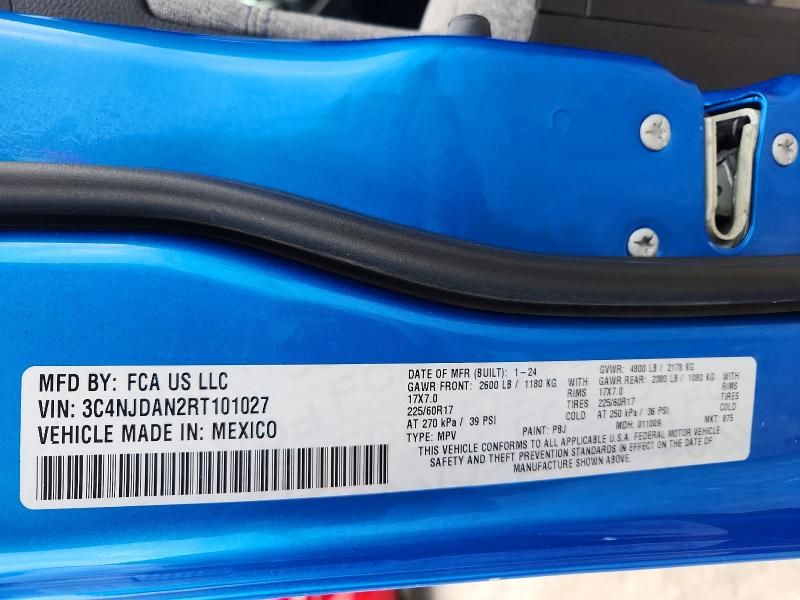 MFD BY: FCA US LLC
VIN: 3C4NJDAN2RT101027
VEHICLE MADE IN: MEXICO
DATE OF MFR (BUILT): 1-24 GVWR: 4800 LB / 2178 KG
GAWR FRONT: 2600 LB / 1180 KG WITH GAWR REAR: 2380 LB / 1080 KG WITH
17X7.0 RIMS 17X7.0 RIMS
225/60R17 TIRES 225/60R17 TIRES
AT 270 kPa / 39 PSI COLD AT 250 kPa / 36 PSI COLD
TYPE: MPV PAINT: PBJ MDH: 011009 MKT: 875
THIS VEHICLE CONFORMS TO ALL APPLICABLE U.S.A. FEDERAL MOTOR VEHICLE
SAFETY AND THEFT PREVENTION STANDARDS IN EFFECT ON THE DATE OF
MANUFACTURE SHOWN ABOVE.